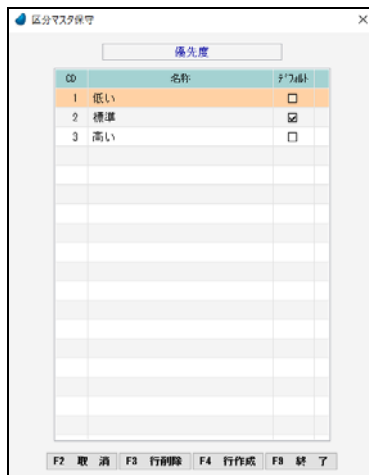 区分マスタ保守
優先度
CD 名称 デフォルト
1 低い
2 標準
3 高い
F2 取 消 F3 行削除 F4 行作成 F9 終 了